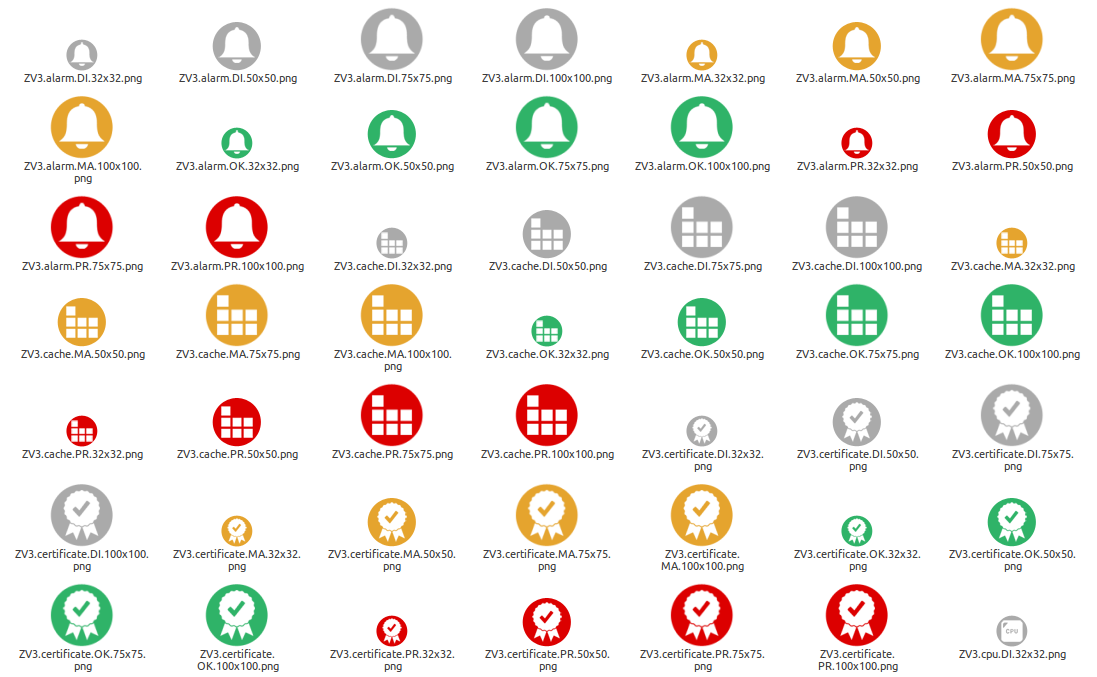 ZV3.alarm.DI.32x32.png
ZV3.alarm.DI.50x50.png
ZV3.alarm.DI.75x75.png
ZV3.alarm.DI.100x100.png
ZV3.alarm.MA.32x32.png
ZV3.alarm.MA.50x50.png
ZV3.alarm.MA.75x75.png
ZV3.alarm.MA.100x100.
png
ZV3.alarm.OK.32x32.png
ZV3.alarm.OK.50x50.png
ZV3.alarm.OK.75x75.png
ZV3.alarm.OK.100x100.png
ZV3.alarm.PR.32x32.png
ZV3.alarm.PR.50x50.png
ZV3.alarm.PR.75x75.png
ZV3.alarm.PR.100x100.png
ZV3.cache.DI.32x32.png
ZV3.cache.DI.50x50.png
ZV3.cache.DI.75x75.png
ZV3.cache.DI.100x100.png
ZV3.cache.MA.32x32.png
ZV3.cache.MA.50x50.png
ZV3.cache.MA.75x75.png
ZV3.cache.MA.100x100.
png
ZV3.cache.OK.32x32.png
ZV3.cache.OK.50x50.png
ZV3.cache.OK.75x75.png
ZV3.cache.OK.100x100.png
ZV3.cache.PR.32x32.png
ZV3.cache.PR.50x50.png
ZV3.cache.PR.75x75.png
ZV3.cache.PR.100x100.png
ZV3.certificate.DI.32x32.
png
ZV3.certificate.DI.50x50.
png
ZV3.certificate.DI.75x75.
png
ZV3.certificate.DI.100x100.
png
ZV3.certificate.MA.32x32.
png
ZV3.certificate.MA.50x50.
png
ZV3.certificate.MA.75x75.
png
ZV3.certificate.
MA.100x100.png
ZV3.certificate.OK.32x32.
png
ZV3.certificate.OK.50x50.
png
ZV3.certificate.OK.75x75.
png
ZV3.certificate.
OK.100x100.png
ZV3.certificate.PR.32x32.
png
ZV3.certificate.PR.50x50.
png
ZV3.certificate.PR.75x75.
png
ZV3.certificate.
PR.100x100.png
CPU
ZV3.cpu.DI.32x32.png